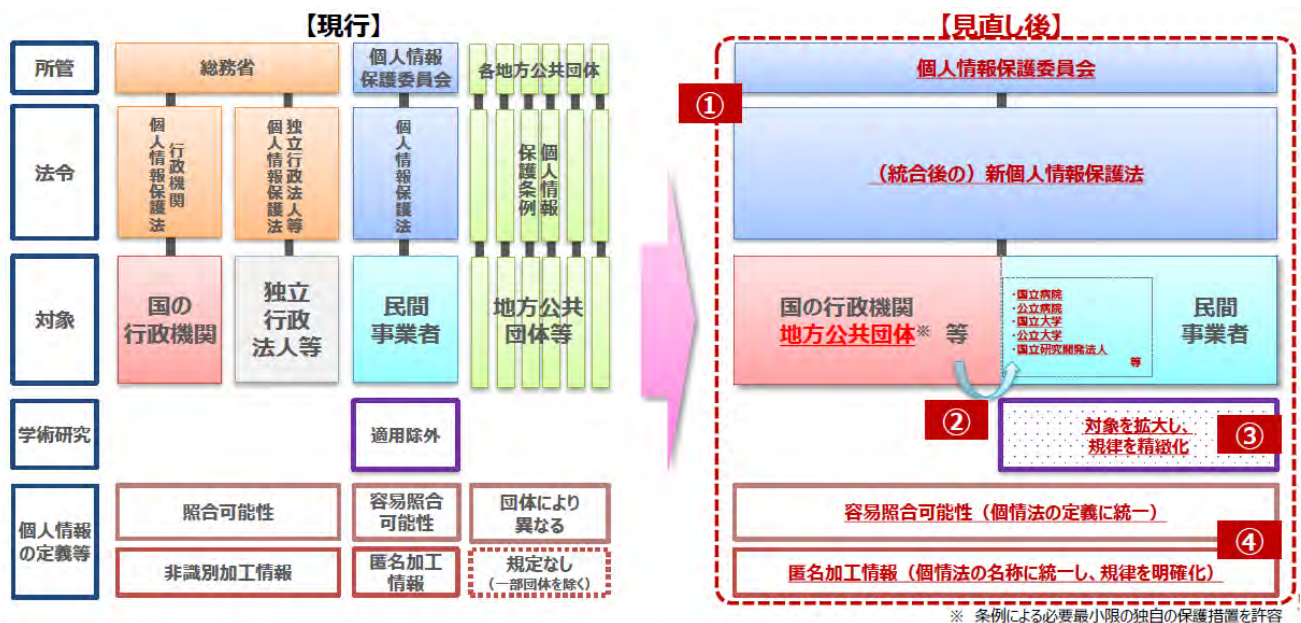 【現行】
【見直し後】
所管
総務省
個人情報
保護委員会
各地方公共団体
個人情報保護委員会
①
法令
行政機関
個人情報保護法
独立行政法人等
個人情報保護法
個人情報保護法
個人情報
保護条例
(統合後の)新個人情報保護法
対象
国の
行政機関
独立
行政
法人等
民間
事業者
地方公共
団体等
国の行政機関
地方公共団体※ 等
・国立病院
・公立病院
・国立大学
・公立大学
・国立研究開発法人
等
民間
事業者
②
学術研究
適用除外
対象を拡大し、
規律を精緻化
③
個人情報
の定義等
照合可能性
容易照合
可能性
団体により
異なる
容易照合可能性(個情法の定義に統一)
④
非識別加工情報
匿名加工
情報
規定なし
(一部団体を除く)
匿名加工情報(個情法の名称に統一し、規律を明確化)
※ 条例による必要最小限の独自の保護措置を許容